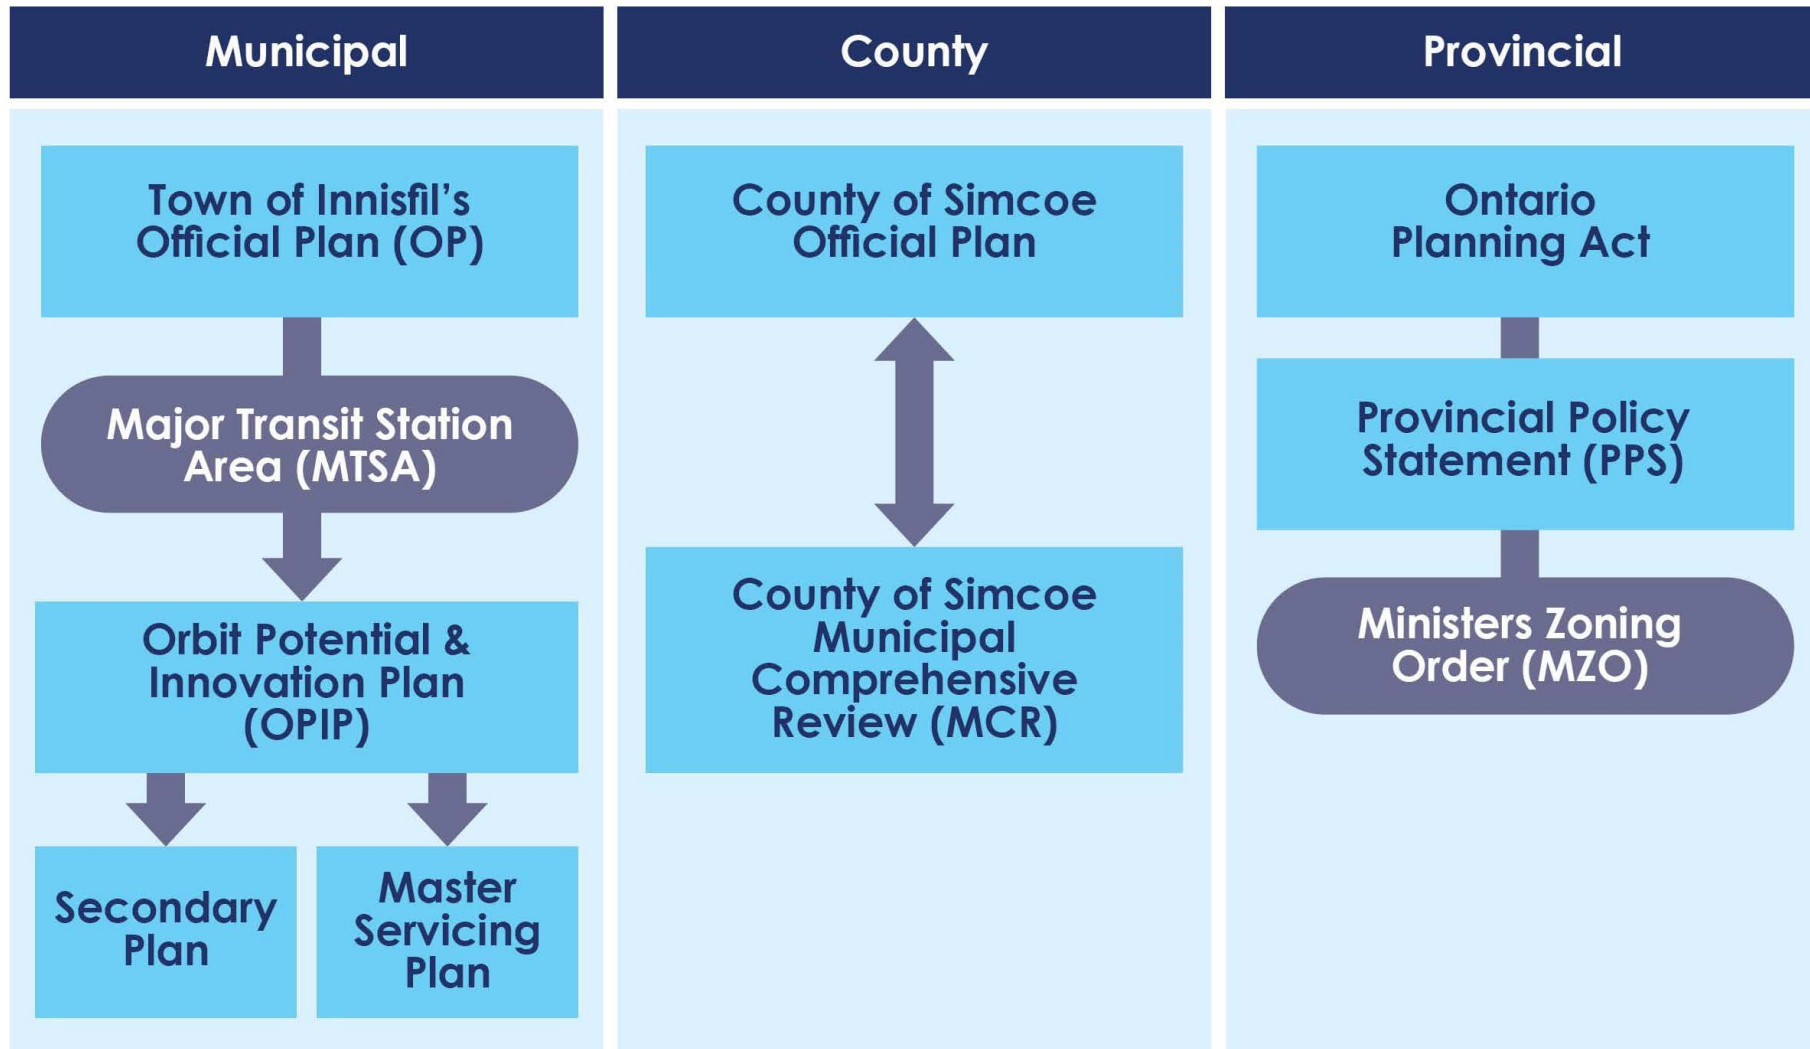 Municipal
Town of Innisfil’s
Official Plan (OP)
Major Transit Station
Area (MTSA)
Orbit Potential &
Innovation Plan
(OPIP)
Secondary
Plan
Master
Servicing
Plan
County
County of Simcoe
Official Plan
County of Simcoe
Municipal
Comprehensive
Review (MCR)
Provincial
Ontario
Planning Act
Provincial Policy
Statement (PPS)
Ministers Zoning
Order (MZO)